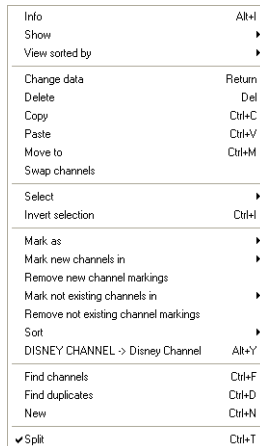 Info Alt+I
Show
View sorted by
Change data Return
Delete Del
Copy Ctrl+C
Paste Ctrl+V
Move to Ctrl+M
Swap channels
Select
Invert selection Ctrl+I
Mark as
Mark new channels in
Remove new channel markings
Mark not existing channels in
Remove not existing channel markings
Sort
DISNEY CHANNEL -> Disney Channel Alt+Y
Find channels Ctrl+F
Find duplicates Ctrl+D
New Ctrl+N
Split Ctrl+T